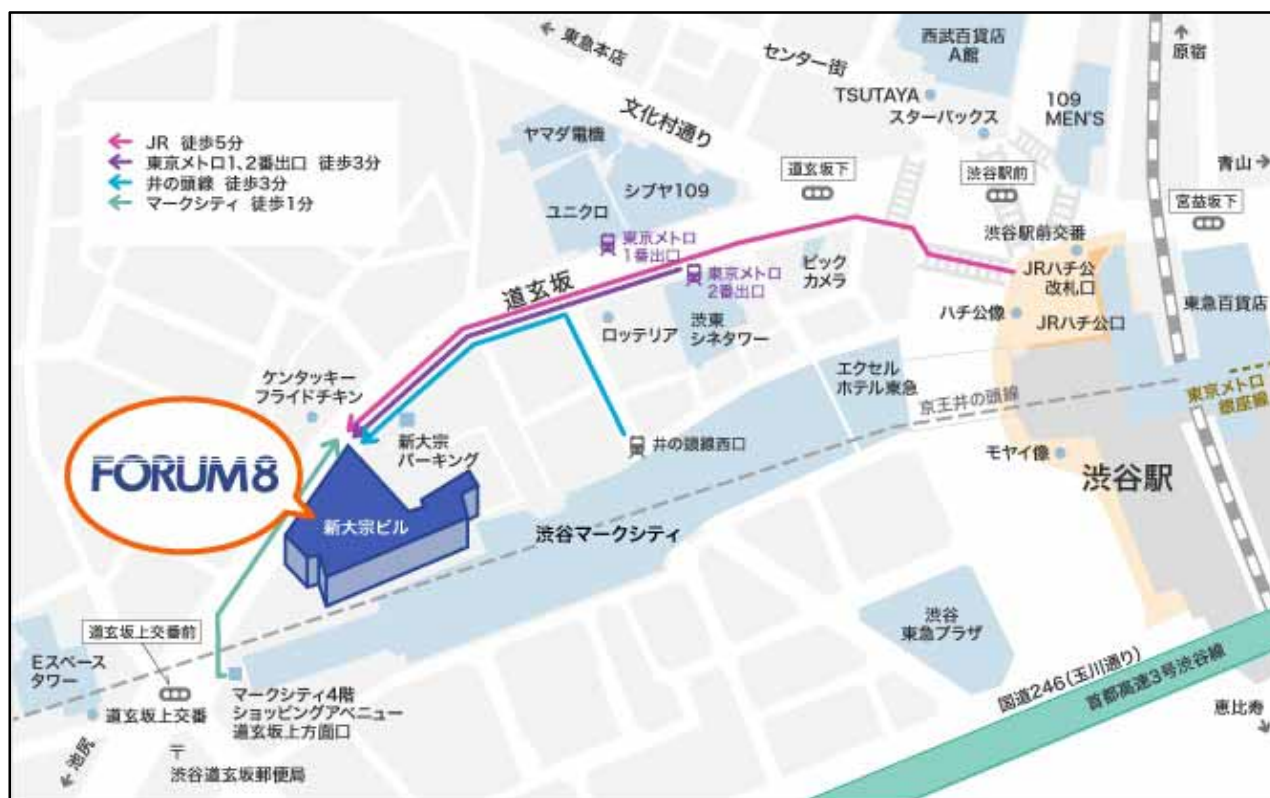 ← 東急本店
センター街
西武百貨店
A館
↑
原宿
TSUTAYA
スターバックス
109
MEN'S
文化村通り
ヤマダ電機
← JR 徒歩5分
← 東京メトロ1、2番出口 徒歩3分
← 井の頭線 徒歩3分
← マークシティ 徒歩1分
道玄坂下
渋谷駅前
青山→
宮益坂下
シブヤ109
ユニクロ
東京メトロ
1番出口
渋谷駅前交番
ビック
カメラ
JRハチ公
改札口
東京メトロ
2番出口
道玄坂
ハチ公像
JRハチ公口
東急百貨店
ロッテリア
渋東
シネタワー
エクセル
ホテル東急
京王井の頭線
東京メトロ
銀座線
ケンタッキー
フライドチキン
新大宗
パーキング
井の頭線西口
モヤイ像
渋谷駅
FORUM8
新大宗ビル
渋谷マークシティ
渋谷
東急プラザ
道玄坂上交番前
Eスペース
タワー
マークシティ4階
ショッピングアベニュー
道玄坂上方面口
道玄坂上交番
国道246(玉川通り)
首都高速3号渋谷線
恵比寿
←池尻
〒
渋谷道玄坂郵便局